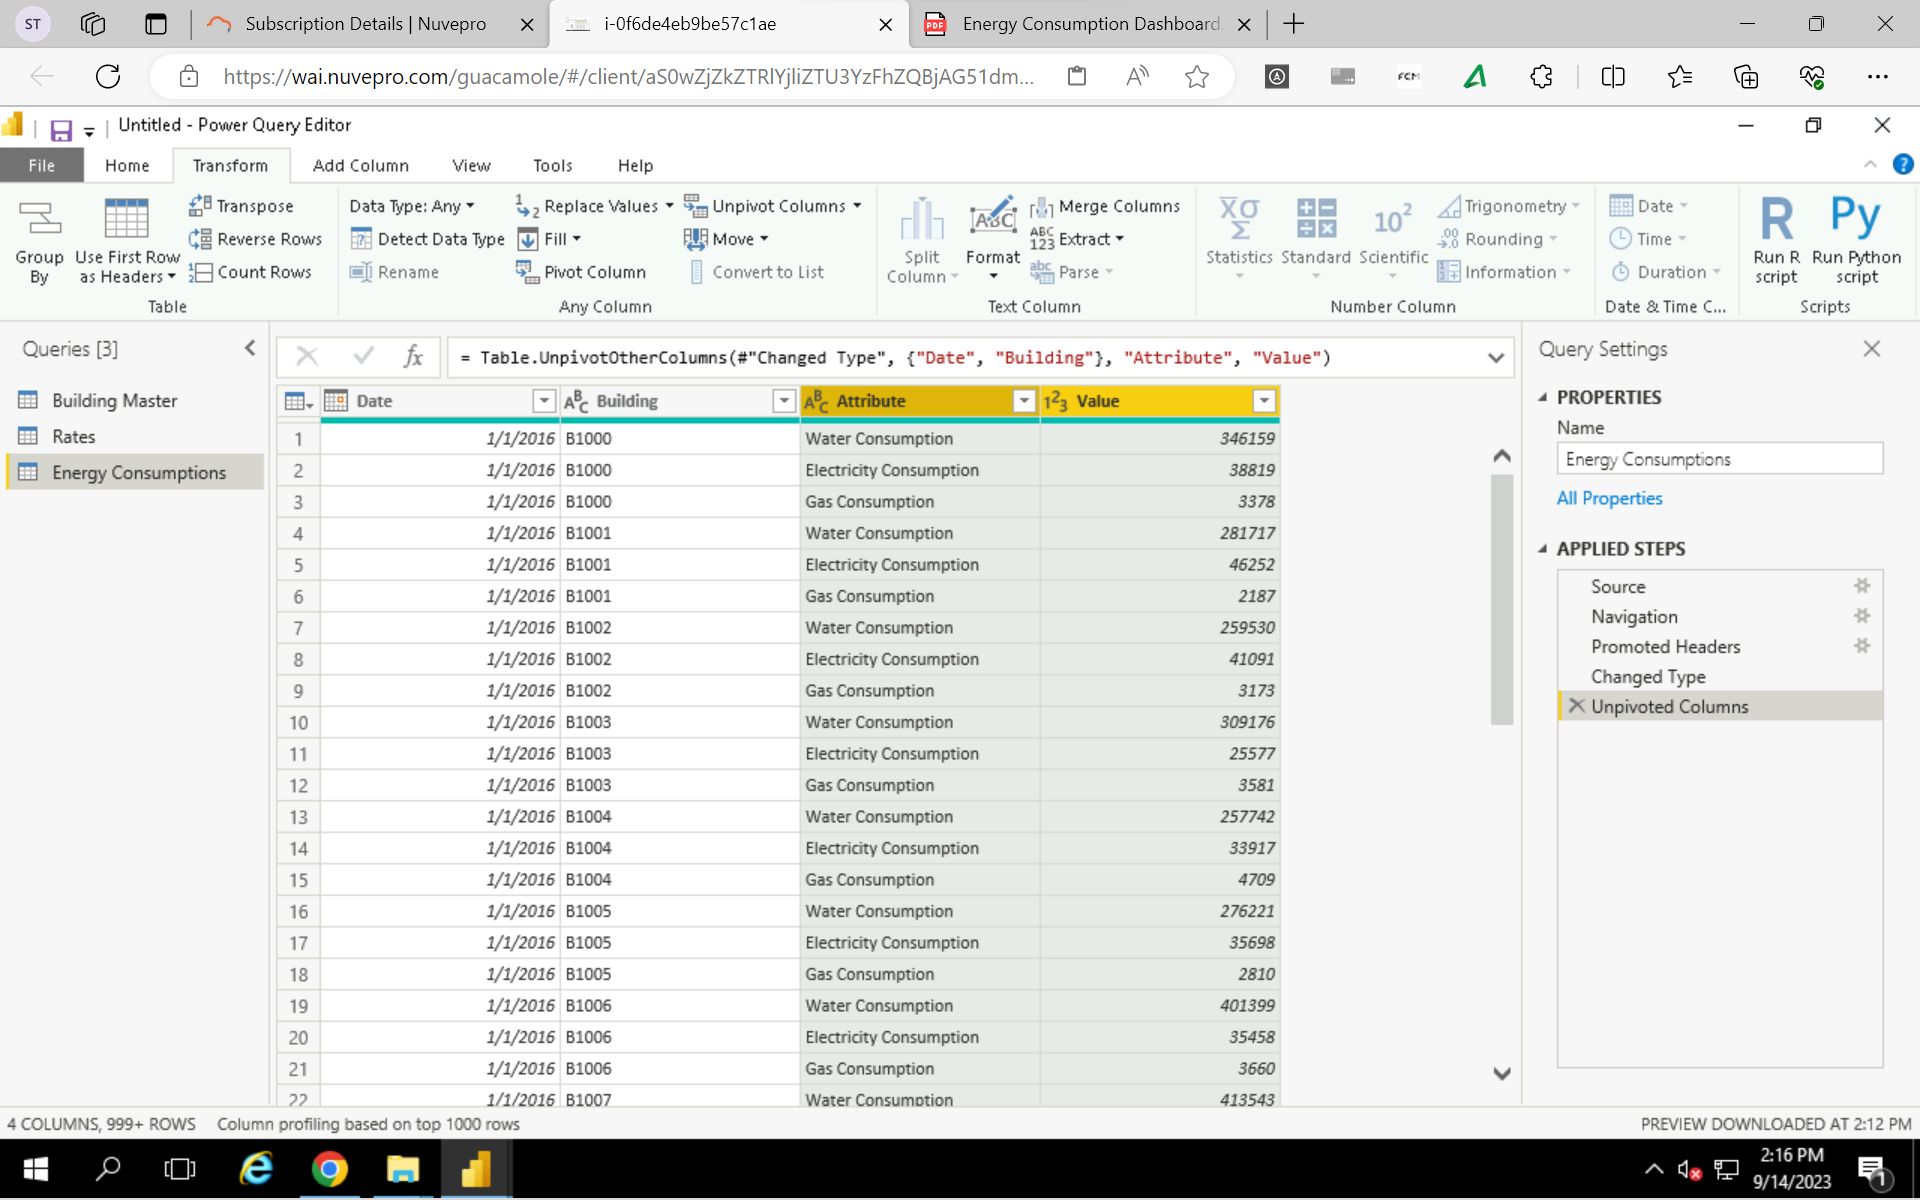 ST
Subscription Details | Nuvepro
i-0f6de4eb9be57c1ae
PDF
Energy Consumption Dashboard.
https://wai.nuvepro.com/guacamole/#/client/aS0wZjZkZTRlYjliZTU3YzFhZQBjAG51dm...
FCM
Untitled - Power Query Editor
File
Home
Transform
Add Column
View
Tools
Help
Group By
Use First Row as Headers
Transpose
Reverse Rows
Count Rows
Table
Data Type: Any
Detect Data Type
Rename
Replace Values
Fill
Pivot Column
Unpivot Columns
Move
Convert to List
Any Column
Split Column
ABC
Format
Merge Columns
ABC 123 Extract
abc Parse
Text Column
Statistics
Standard
10² Scientific
Trigonometry
Rounding
Information
Number Column
Date
Time
Duration
Date & Time C...
R Run R script
Py Run Python script
Scripts
Queries [3]
Building Master
Rates
Energy Consumptions
fx
= Table.UnpivotOtherColumns(#"Changed Type", {"Date", "Building"}, "Attribute", "Value")
Date ABC Building ABC Attribute 123 Value
1 1/1/2016 B1000 Water Consumption 346159
2 1/1/2016 B1000 Electricity Consumption 38819
3 1/1/2016 B1000 Gas Consumption 3378
4 1/1/2016 B1001 Water Consumption 281717
5 1/1/2016 B1001 Electricity Consumption 46252
6 1/1/2016 B1001 Gas Consumption 2187
7 1/1/2016 B1002 Water Consumption 259530
8 1/1/2016 B1002 Electricity Consumption 41091
9 1/1/2016 B1002 Gas Consumption 3173
10 1/1/2016 B1003 Water Consumption 309176
11 1/1/2016 B1003 Electricity Consumption 25577
12 1/1/2016 B1003 Gas Consumption 3581
13 1/1/2016 B1004 Water Consumption 257742
14 1/1/2016 B1004 Electricity Consumption 33917
15 1/1/2016 B1004 Gas Consumption 4709
16 1/1/2016 B1005 Water Consumption 276221
17 1/1/2016 B1005 Electricity Consumption 35698
18 1/1/2016 B1005 Gas Consumption 2810
19 1/1/2016 B1006 Water Consumption 401399
20 1/1/2016 B1006 Electricity Consumption 35458
21 1/1/2016 B1006 Gas Consumption 3660
22 1/1/2016 B1007 Water Consumption 413543
Query Settings
PROPERTIES
Name
Energy Consumptions
All Properties
APPLIED STEPS
Source
Navigation
Promoted Headers
Changed Type
Unpivoted Columns
4 COLUMNS, 999+ ROWS
Column profiling based on top 1000 rows
PREVIEW DOWNLOADED AT 2:12 PM
2:16 PM
9/14/2023
1